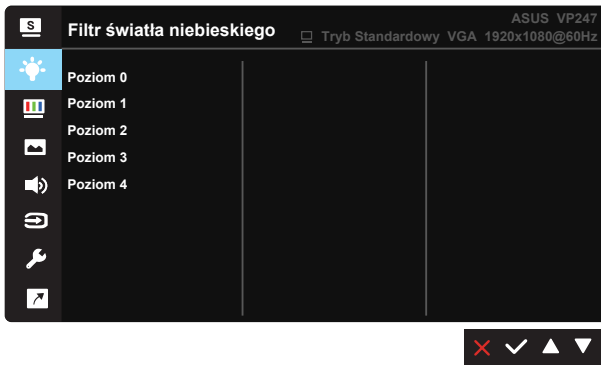 S
Filtr światła niebieskiego
ASUS VP247
Tryb Standardowy VGA 1920x1080@60Hz
Poziom 0
Poziom 1
Poziom 2
Poziom 3
Poziom 4